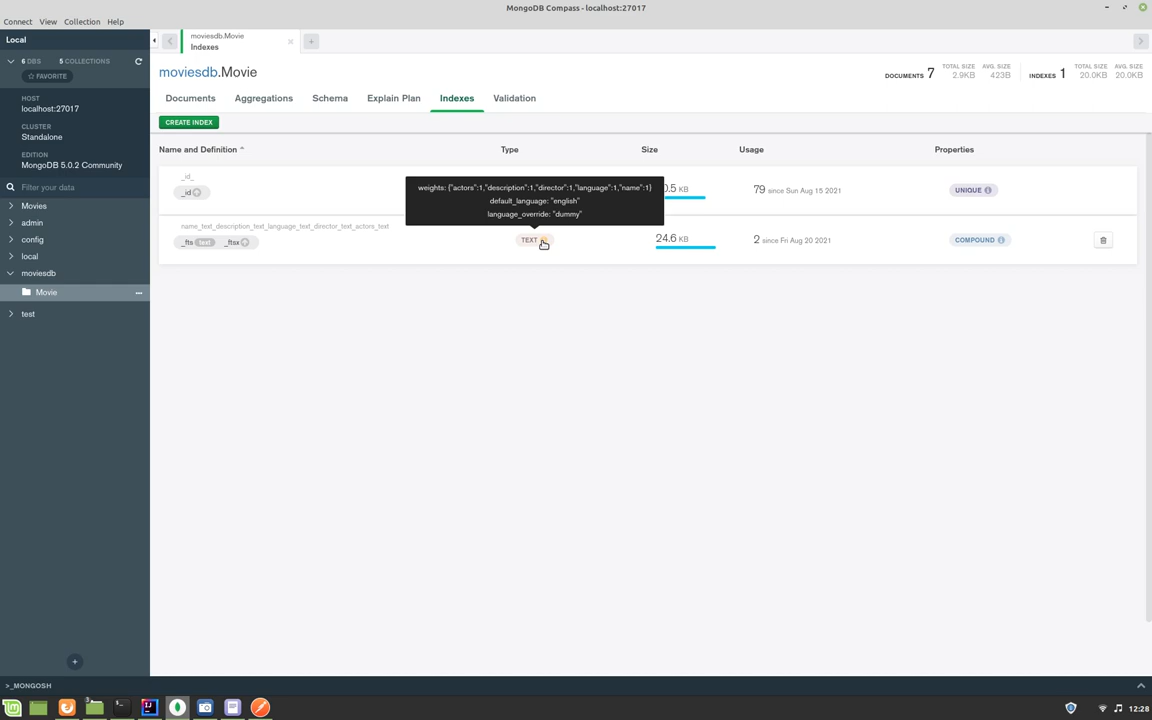 MongoDB Compass - localhost:27017
Connect View Collection Help
Local
6 DBS 5 COLLECTIONS
FAVORITE
HOST
localhost:27017
CLUSTER
Standalone
EDITION
MongoDB 5.0.2 Community
Filter your data
Movies
admin
config
local
moviesdb
Movie
test
>_MONGOSH
moviesdb.Movie
Indexes
moviesdb.Movie
DOCUMENTS 7
TOTAL SIZE
2.9KB
AVG. SIZE
423B
INDEXES 1
TOTAL SIZE
20.0KB
AVG. SIZE
20.0KB
Documents Aggregations Schema Explain Plan Indexes Validation
CREATE INDEX
Name and Definition Type Size Usage Properties
_id_
_id
0.5 KB
79 since Sun Aug 15 2021
UNIQUE
weights: {"actors":1,"description":1,"director":1,"language":1,"name":1}
default_language: "english"
language_override: "dummy"
name_text_description_text_language_text_director_text_actors_text
_fts text _ftsx
TEXT
24.6 KB
2 since Fri Aug 20 2021
COMPOUND
3
12:28